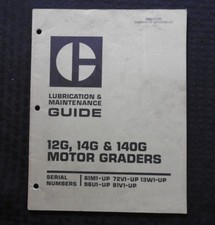 LUBRICATION &
MAINTENANCE
GUIDE
12G, 14G & 140G
MOTOR GRADERS
SERIAL NUMBERS 61M1-UP 72V1-UP 13W1-UP
96U1-UP 81V1-UP